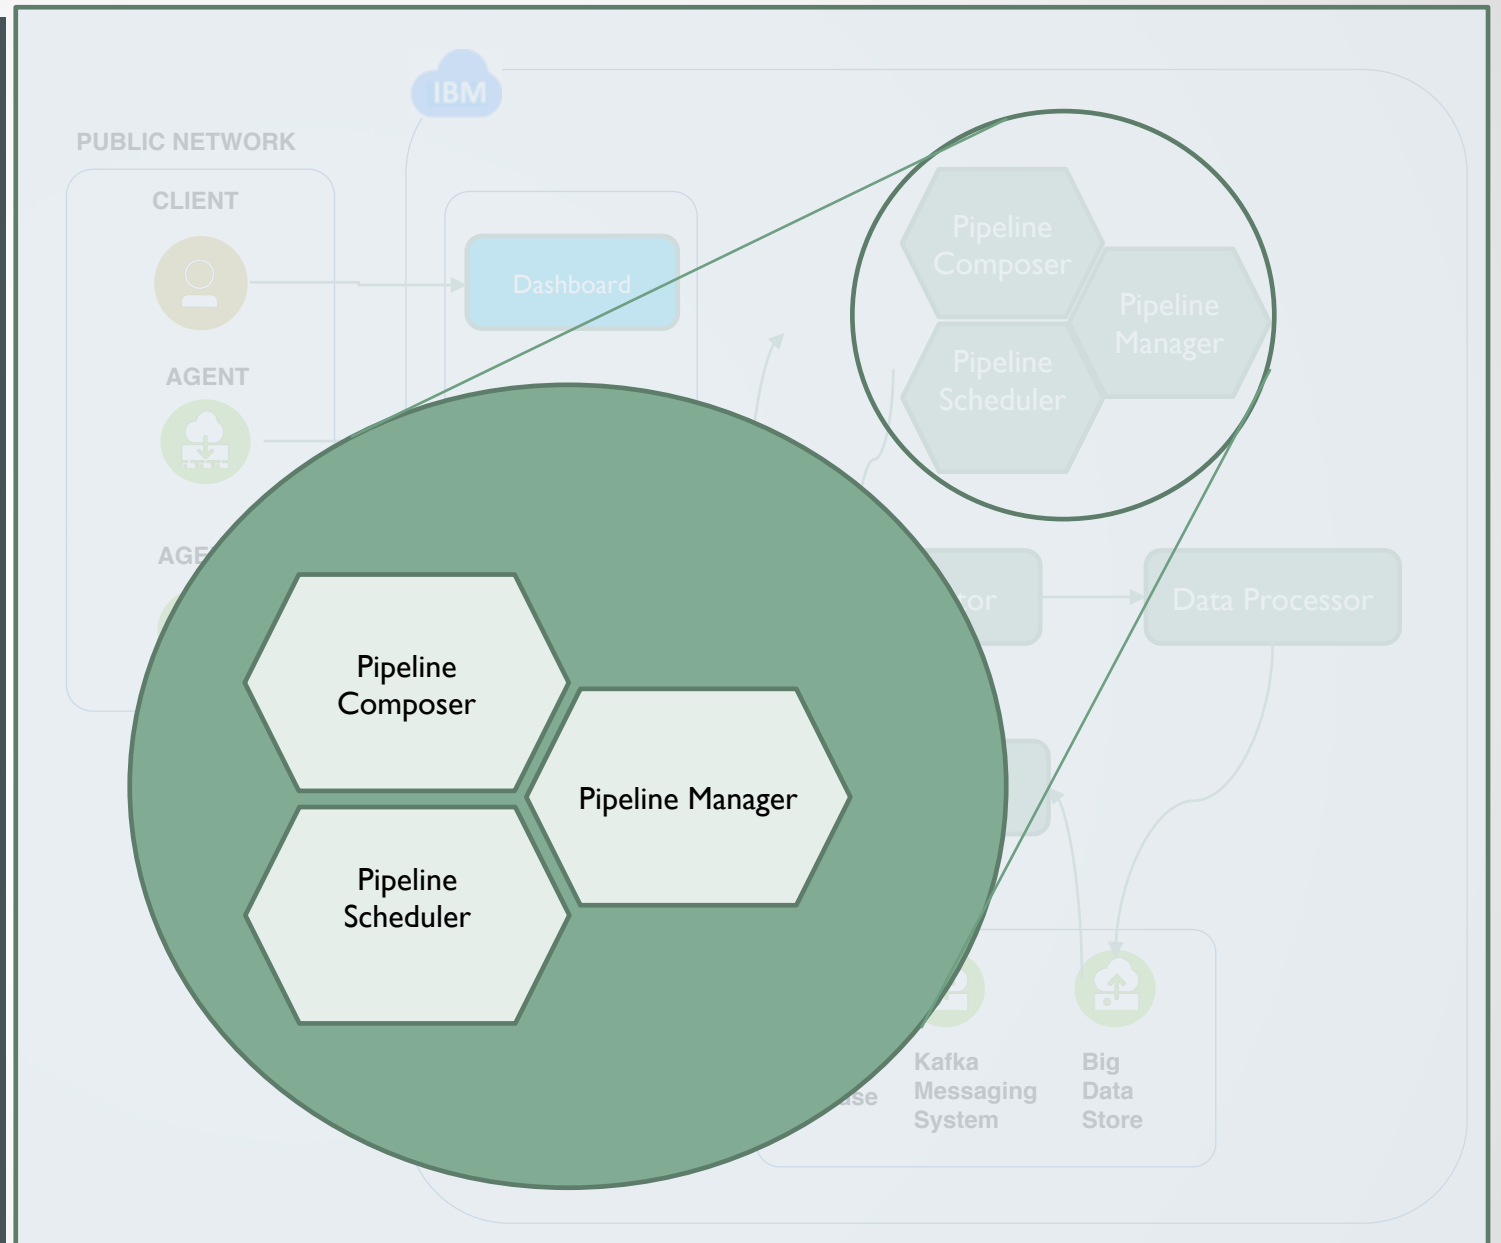 IBM
PUBLIC NETWORK
CLIENT
Dashboard
AGENT
Pipeline
Composer
Pipeline
Manager
Pipeline
Scheduler
Data Processor
Pipeline
Composer
Pipeline Manager
Pipeline
Scheduler
Kafka
Messaging
System
Big
Data
Store